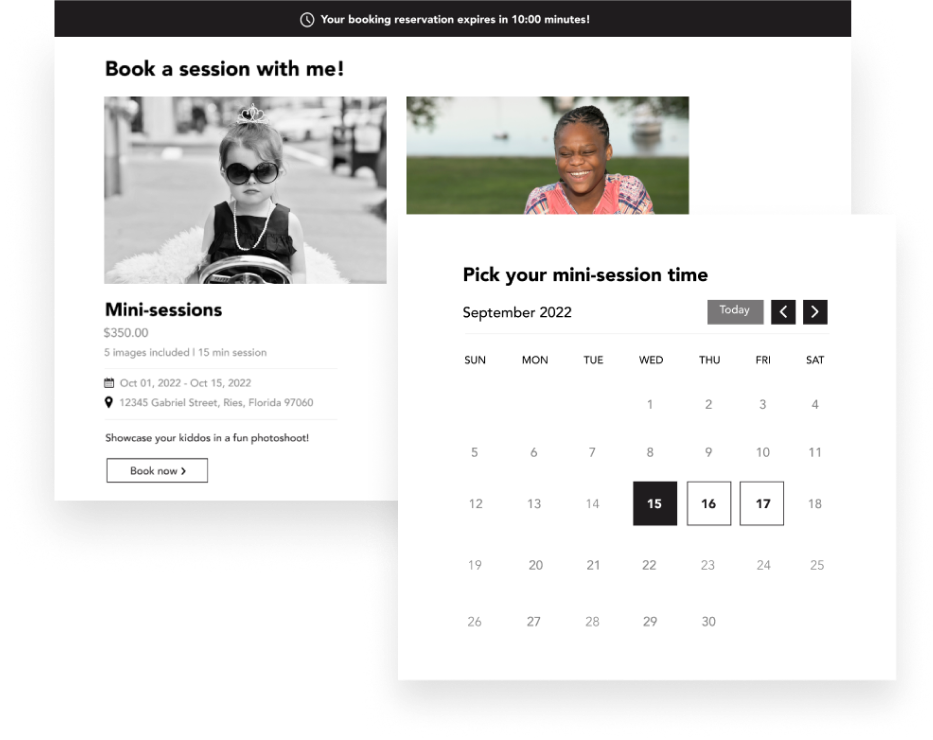 Your booking reservation expires in 10:00 minutes!
Book a session with me!
Mini-sessions
$350.00
5 images included | 15 min session
Oct 01, 2022 - Oct 15, 2022
12345 Gabriel Street, Ries, Florida 97060
Showcase your kiddos in a fun photoshoot!
Book now >
Pick your mini-session time
September 2022
Today < >
SUN MON TUE WED THU FRI SAT
1 2 3 4
5 6 7 8 9 10 11
12 13 14 15 16 17 18
19 20 21 22 23 24 25
26 27 28 29 30